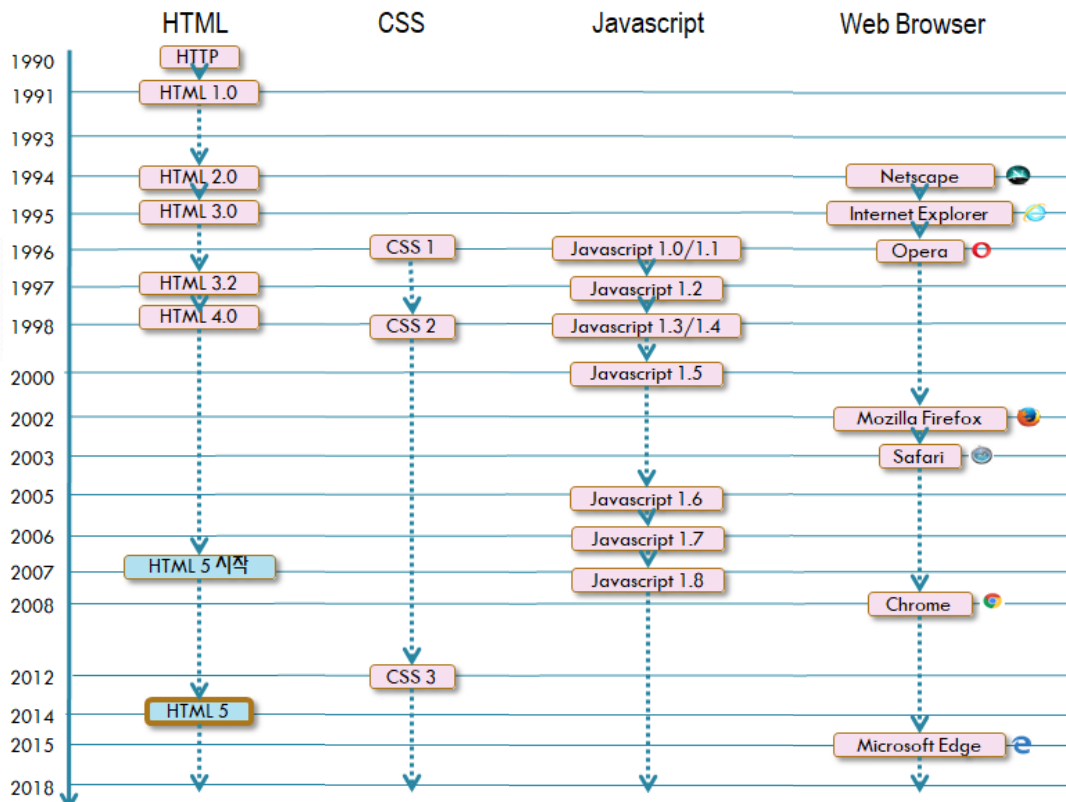 HTML CSS Javascript Web Browser
1990 HTTP
1991 HTML 1.0
1993
1994 HTML 2.0 Netscape
1995 HTML 3.0 Internet Explorer
1996 CSS 1 Javascript 1.0/1.1 Opera
1997 HTML 3.2 Javascript 1.2
1998 HTML 4.0 CSS 2 Javascript 1.3/1.4
2000 Javascript 1.5
2002 Mozilla Firefox
2003 Safari
2005 Javascript 1.6
2006 Javascript 1.7
2007 HTML 5 시작 Javascript 1.8
2008 Chrome
2012 CSS 3
2014 HTML 5
2015 Microsoft Edge
2018